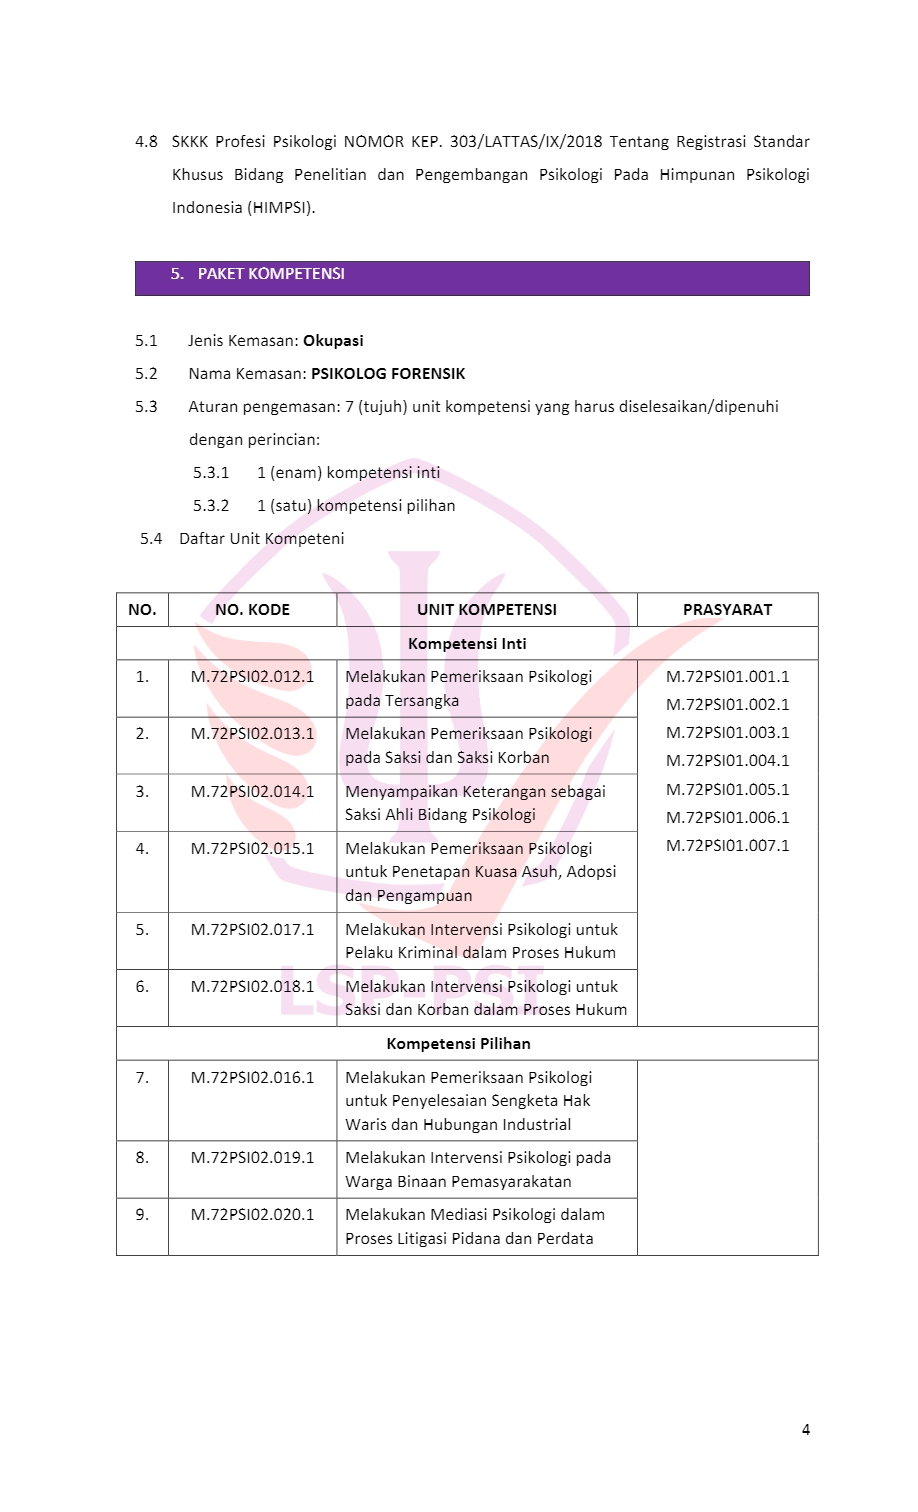 4.8 SKKK Profesi Psikologi NOMOR KEP. 303/LATTAS/IX/2018 Tentang Registrasi Standar
Khusus Bidang Penelitian dan Pengembangan Psikologi Pada Himpunan Psikologi
Indonesia (HIMPSI).
5. PAKET KOMPETENSI
5.1 Jenis Kemasan: Okupasi
5.2 Nama Kemasan: PSIKOLOG FORENSIK
5.3 Aturan pengemasan: 7 (tujuh) unit kompetensi yang harus diselesaikan/dipenuhi
dengan perincian:
5.3.1 1 (enam) kompetensi inti
5.3.2 1 (satu) kompetensi pilihan
5.4 Daftar Unit Kompeteni
NO. NO. KODE UNIT KOMPETENSI PRASYARAT
Kompetensi Inti
1. M.72PSI02.012.1 Melakukan Pemeriksaan Psikologi M.72PSI01.001.1
pada Tersangka M.72PSI01.002.1
2. M.72PSI02.013.1 Melakukan Pemeriksaan Psikologi M.72PSI01.003.1
pada Saksi dan Saksi Korban M.72PSI01.004.1
3. M.72PSI02.014.1 Menyampaikan Keterangan sebagai M.72PSI01.005.1
Saksi Ahli Bidang Psikologi M.72PSI01.006.1
4. M.72PSI02.015.1 Melakukan Pemeriksaan Psikologi M.72PSI01.007.1
untuk Penetapan Kuasa Asuh, Adopsi
dan Pengampuan
5. M.72PSI02.017.1 Melakukan Intervensi Psikologi untuk
Pelaku Kriminal dalam Proses Hukum
6. M.72PSI02.018.1 Melakukan Intervensi Psikologi untuk
Saksi dan Korban dalam Proses Hukum
LSP-PSI
Kompetensi Pilihan
7. M.72PSI02.016.1 Melakukan Pemeriksaan Psikologi
untuk Penyelesaian Sengketa Hak
Waris dan Hubungan Industrial
8. M.72PSI02.019.1 Melakukan Intervensi Psikologi pada
Warga Binaan Pemasyarakatan
9. M.72PSI02.020.1 Melakukan Mediasi Psikologi dalam
Proses Litigasi Pidana dan Perdata
4